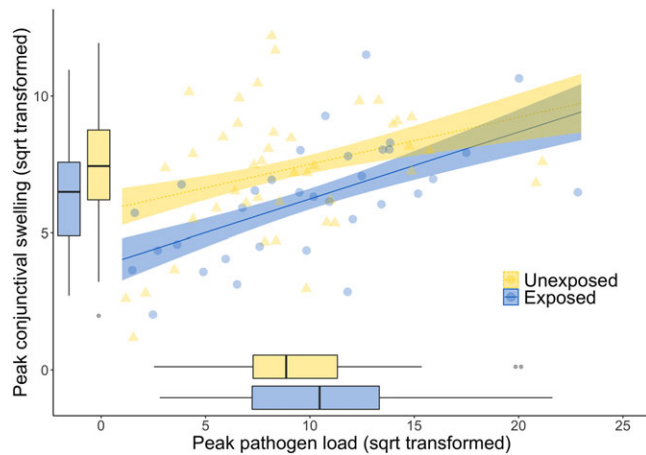 Peak conjunctival swelling (sqrt transformed)
10
5
0
Unexposed
Exposed
0
5
10
15
20
25
Peak pathogen load (sqrt transformed)